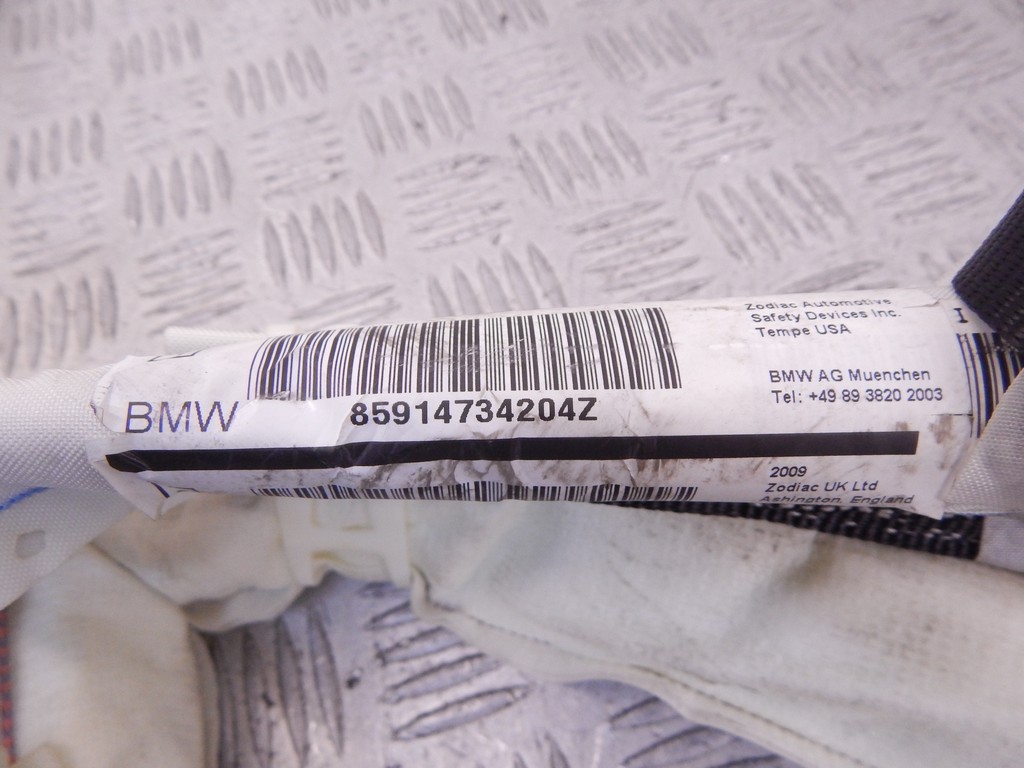 Zodiac Automotive
Safety Devices Inc.
Tempe USA
BMW AG Muenchen
Tel: +49 89 3820 2003
BMW
85914734204Z
2009
Zodiac UK Ltd
Ashington, England